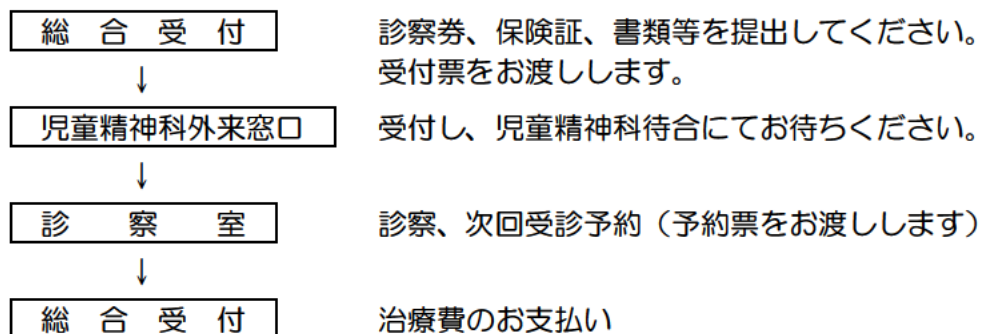 総合受付 診察券、保険証、書類等を提出してください。
↓ 受付票をお渡しします。
児童精神科外来窓口 受付し、児童精神科待合にてお待ちください。
↓
診察室 診察、次回受診予約（予約票をお渡しします）
↓
総合受付 治療費のお支払い